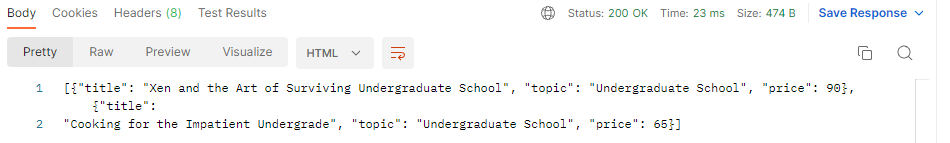 Body Cookies Headers (8) Test Results Status: 200 OK Time: 23 ms Size: 474 B Save Response
Pretty Raw Preview Visualize HTML
1 [{"title": "Xen and the Art of Surviving Undergraduate School", "topic": "Undergraduate School", "price": 90},
{"title":
2 "Cooking for the Impatient Undergrade", "topic": "Undergraduate School", "price": 65}]